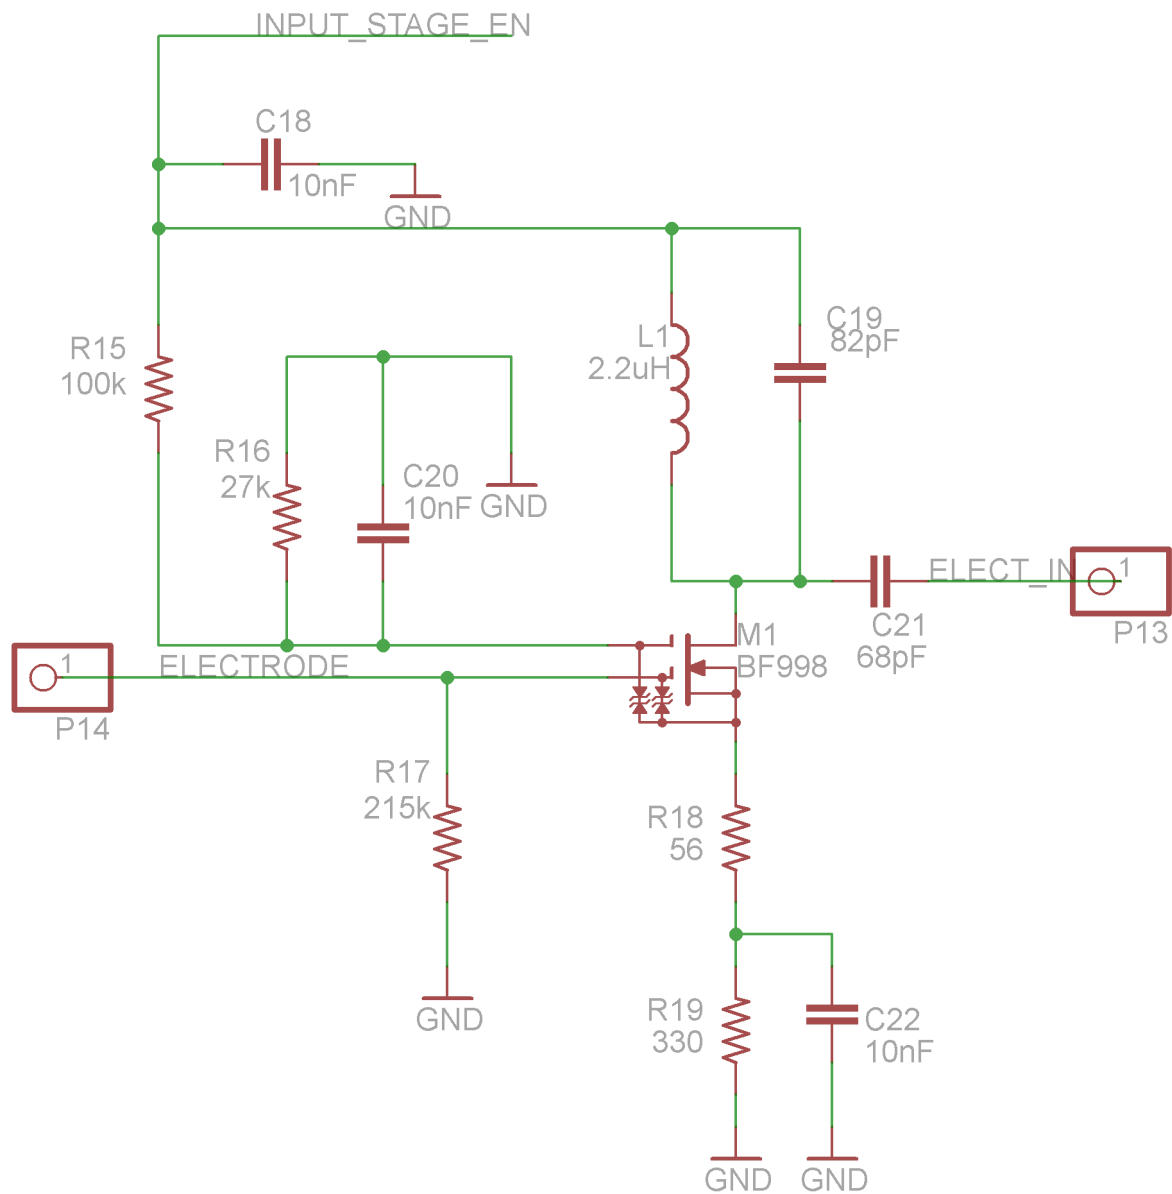 INPUT_STAGE_EN
C18
10nF
GND
C19
82pF
L1
2.2uH
R15
100k
R16
27k
C20
10nF
GND
ELECT_IN
1
P13
C21
68pF
M1
BF998
1
ELECTRODE
P14
R17
215k
R18
56
GND
R19
330
C22
10nF
GND
GND